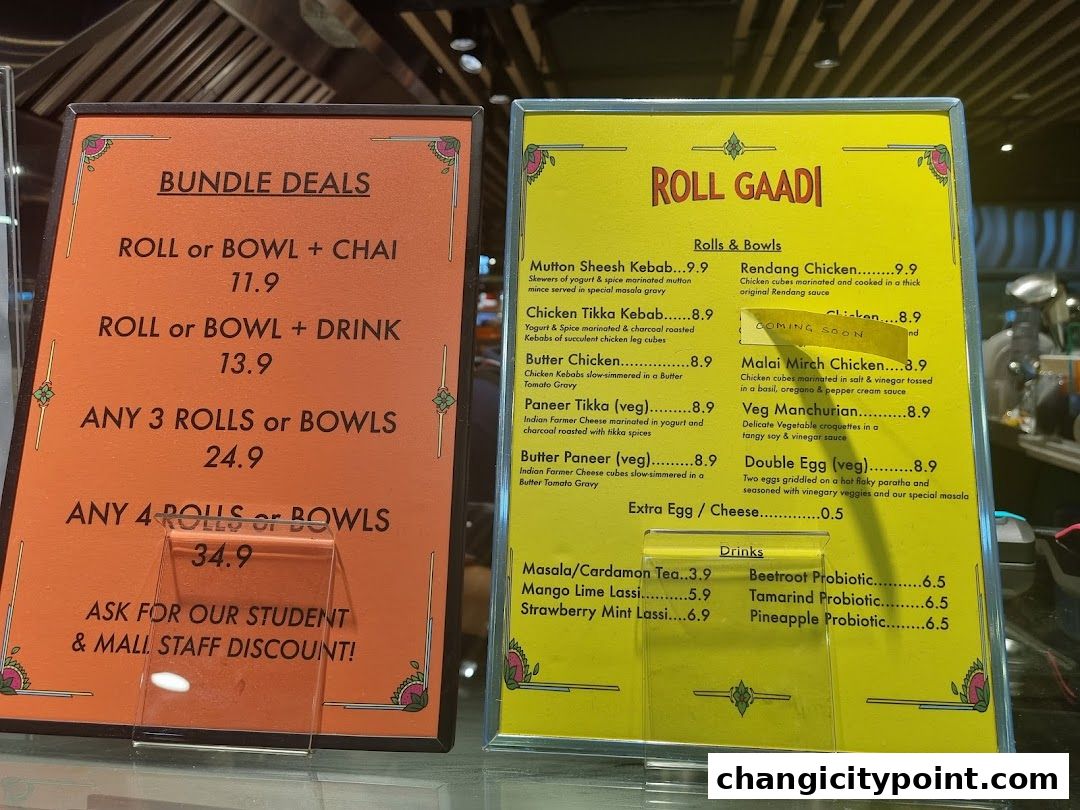 BUNDLE DEALS
ROLL or BOWL + CHAI
11.9
ROLL or BOWL + DRINK
13.9
ANY 3 ROLLS or BOWLS
24.9
ANY 4 ROLLS or BOWLS
34.9
ASK FOR OUR STUDENT
& MALL STAFF DISCOUNT!
ROLL GAADI
Rolls & Bowls
Mutton Sheesh Kebab...9.9
Skewers of yogurt & spice marinated mutton
mince served in special masala gravy
Chicken Tikka Kebab......8.9
Yogurt & Spice marinated & charcoal roasted
Kebabs of succulent chicken leg cubes
Butter Chicken..............8.9
Chicken Kebabs slow-simmered in a Butter
Tomato Gravy
Paneer Tikka (veg).........8.9
Indian Farmer Cheese marinated in yogurt and
charcoal roasted with tikka spices
Butter Paneer (veg).........8.9
Indian Farmer Cheese cubes slow-simmered in a
Butter Tomato Gravy
Rendang Chicken........9.9
Chicken cubes marinated and cooked in a thick
original Rendang sauce
Chicken....8.9
COMING SOON
and
Malai Mirch Chicken....8.9
Chicken cubes marinated in salt & vinegar tossed
in a basil, oregano & pepper cream sauce
Veg Manchurian..........8.9
Delicate Vegetable croquettes in a
tangy soy & vinegar sauce
Double Egg (veg).........8.9
Two eggs griddled on a hot flaky paratha and
seasoned with vinegary veggies and our special masala
Extra Egg / Cheese............0.5
Drinks
Masala/Cardamon Tea..3.9
Mango Lime Lassi..........5.9
Strawberry Mint Lassi....6.9
Beetroot Probiotic..........6.5
Tamarind Probiotic.........6.5
Pineapple Probiotic........6.5
changicitypoint.com